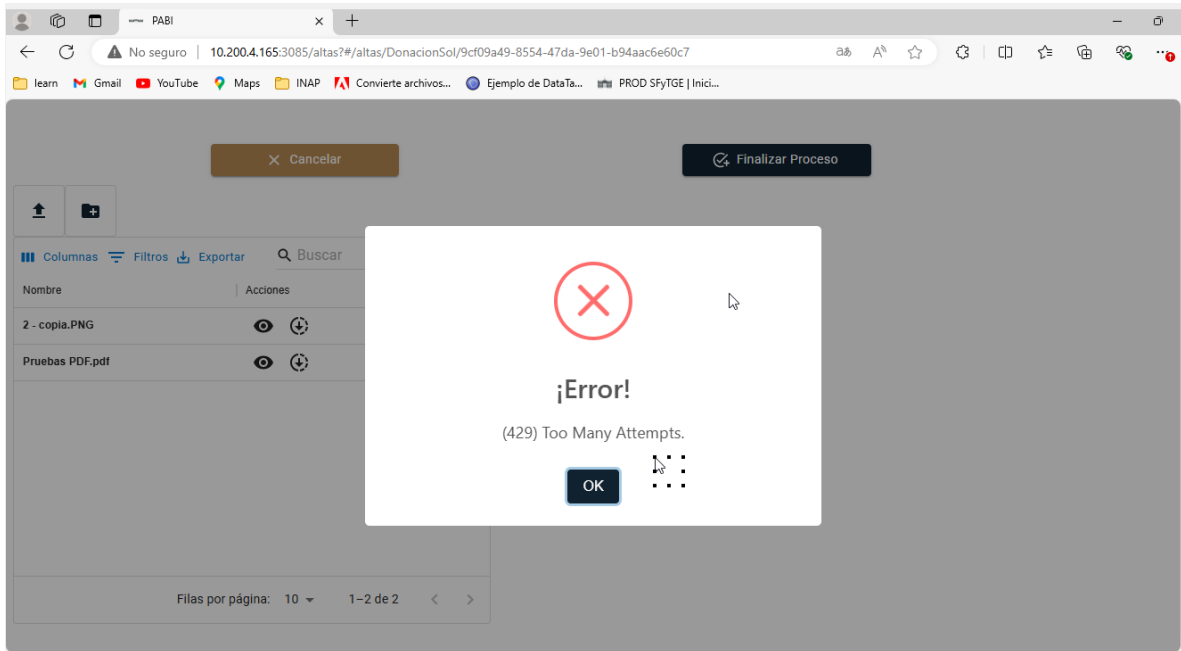 PABI
No seguro 10.200.4.165:3085/altas?#/altas/DonacionSol/9cf09a49-8554-47da-9e01-b94aac6e60c7
learn Gmail YouTube Maps INAP Convierte archivos... Ejemplo de DataTa... PROD SFyTGE | Inici...
Cancelar Finalizar Proceso
Columnas Filtros Exportar Buscar
Nombre Acciones
2 - copia.PNG
Pruebas PDF.pdf
¡Error!
(429) Too Many Attempts.
OK
Filas por página: 10 1–2 de 2